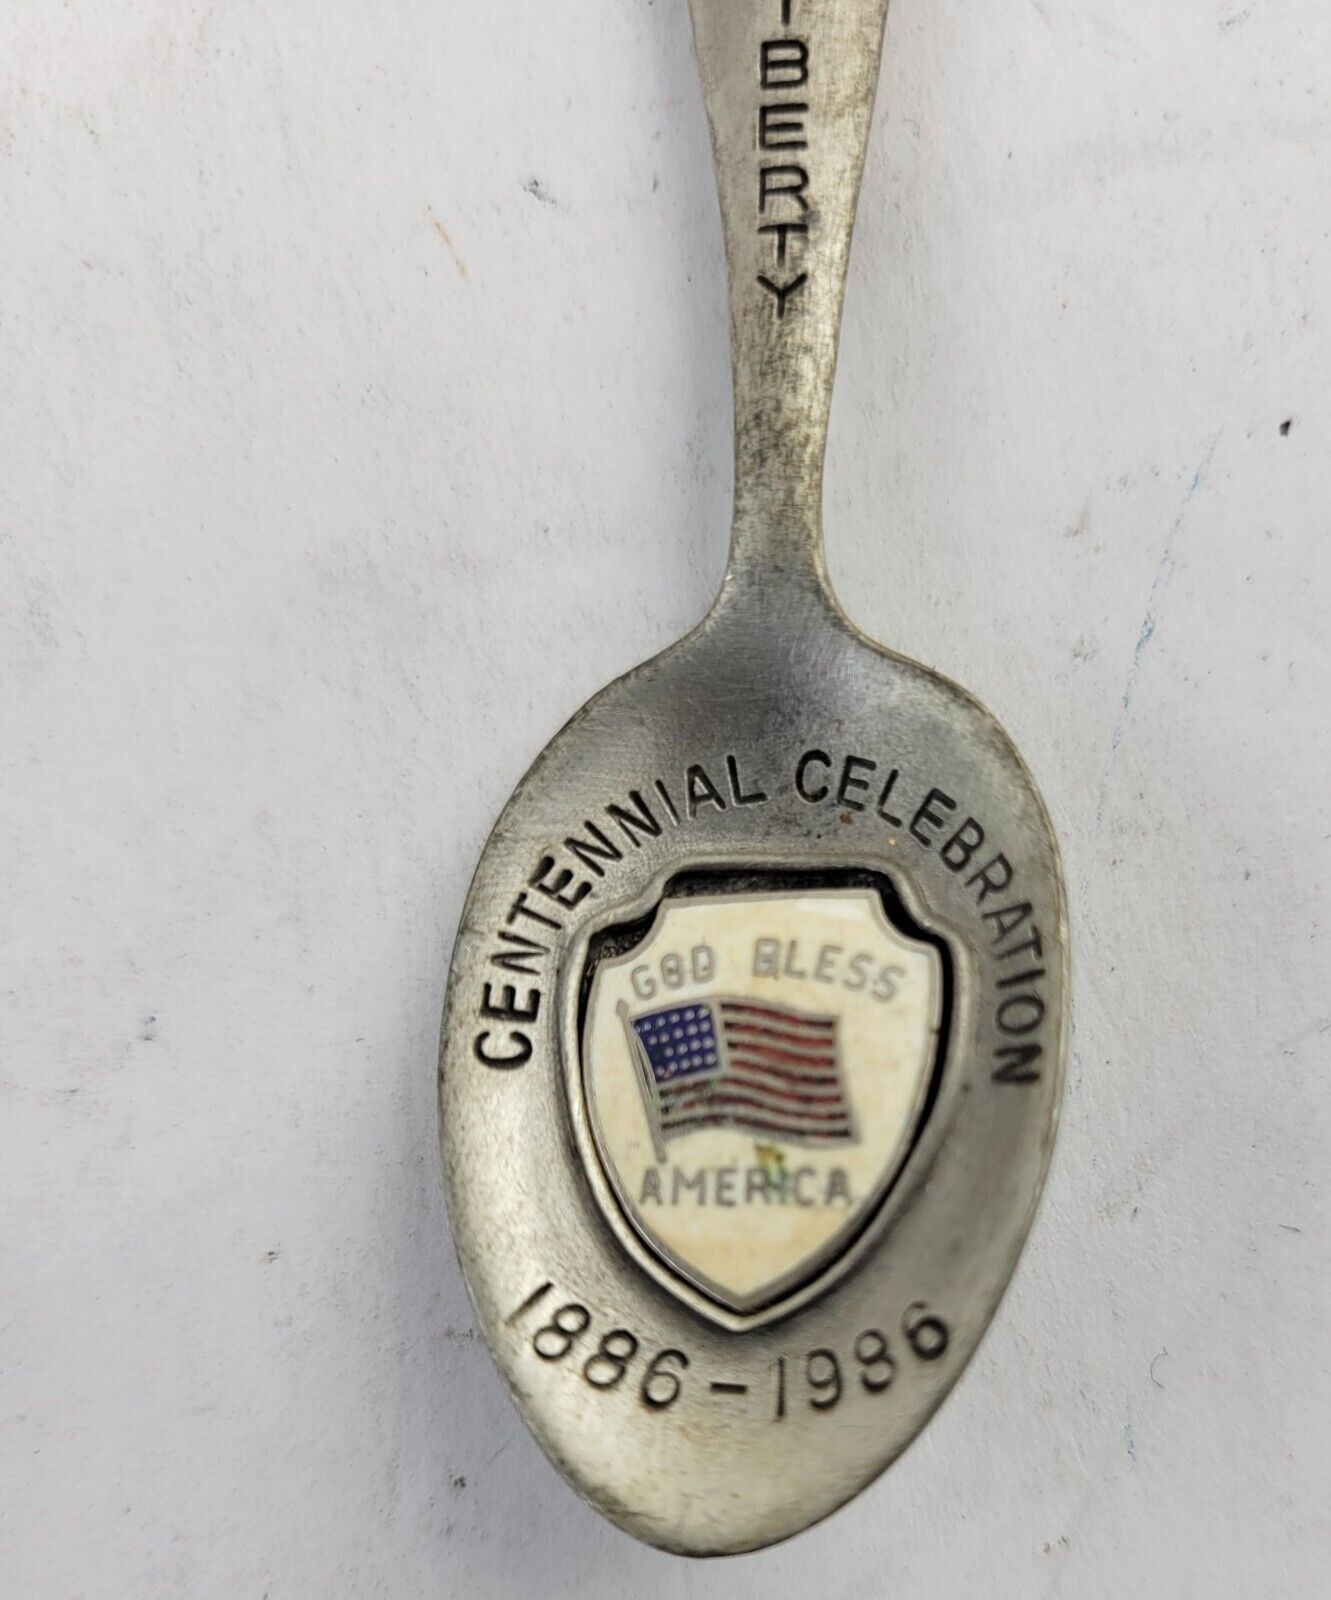 IBERTY
CENTENNIAL CELEBRATION
GOD BLESS
AMERICA
1886-1986